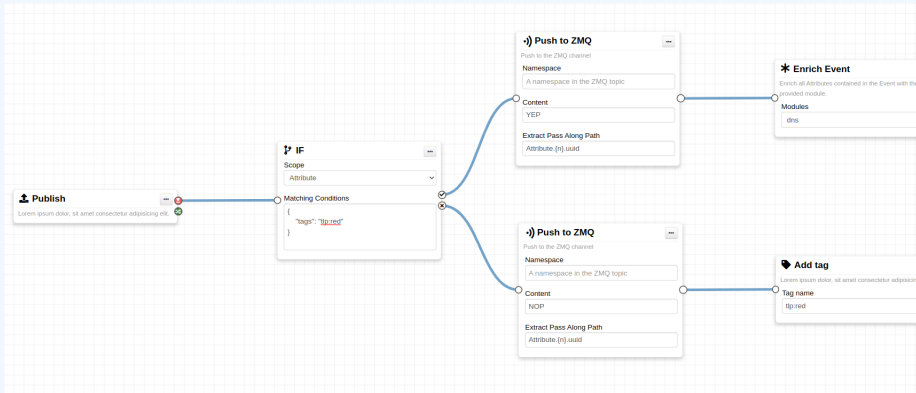 Publish
Lorem ipsum dolor, sit amet consectetur adipisicing elit.
IF
Scope
Attribute
Matching Conditions
{
"tags": "tlp:red"
}
Push to ZMQ
Push to the ZMQ channel
Namespace
A namespace in the ZMQ topic
Content
YEP
Extract Pass Along Path
Attribute.{n}.uuid
Push to ZMQ
Push to the ZMQ channel
Namespace
A namespace in the ZMQ topic
Content
NOP
Extract Pass Along Path
Attribute.{n}.uuid
Enrich Event
Enrich all Attributes contained in the Event with the
provided module.
Modules
dns
Add tag
Lorem ipsum dolor, sit amet consectetur
Tag name
tlp:red